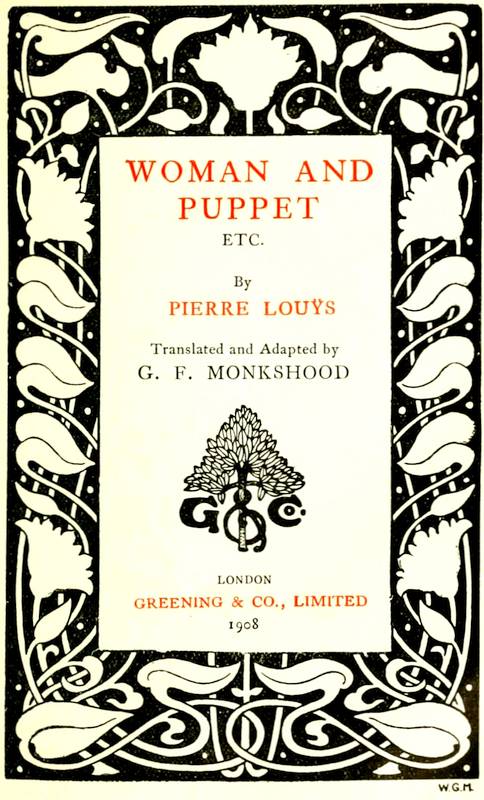 WOMAN AND
PUPPET
ETC.
By
PIERRE LOUŸS
Translated and Adapted by
G. F. MONKSHOOD
G & Co.
LONDON
GREENING & CO., LIMITED
1908
W.G.M.